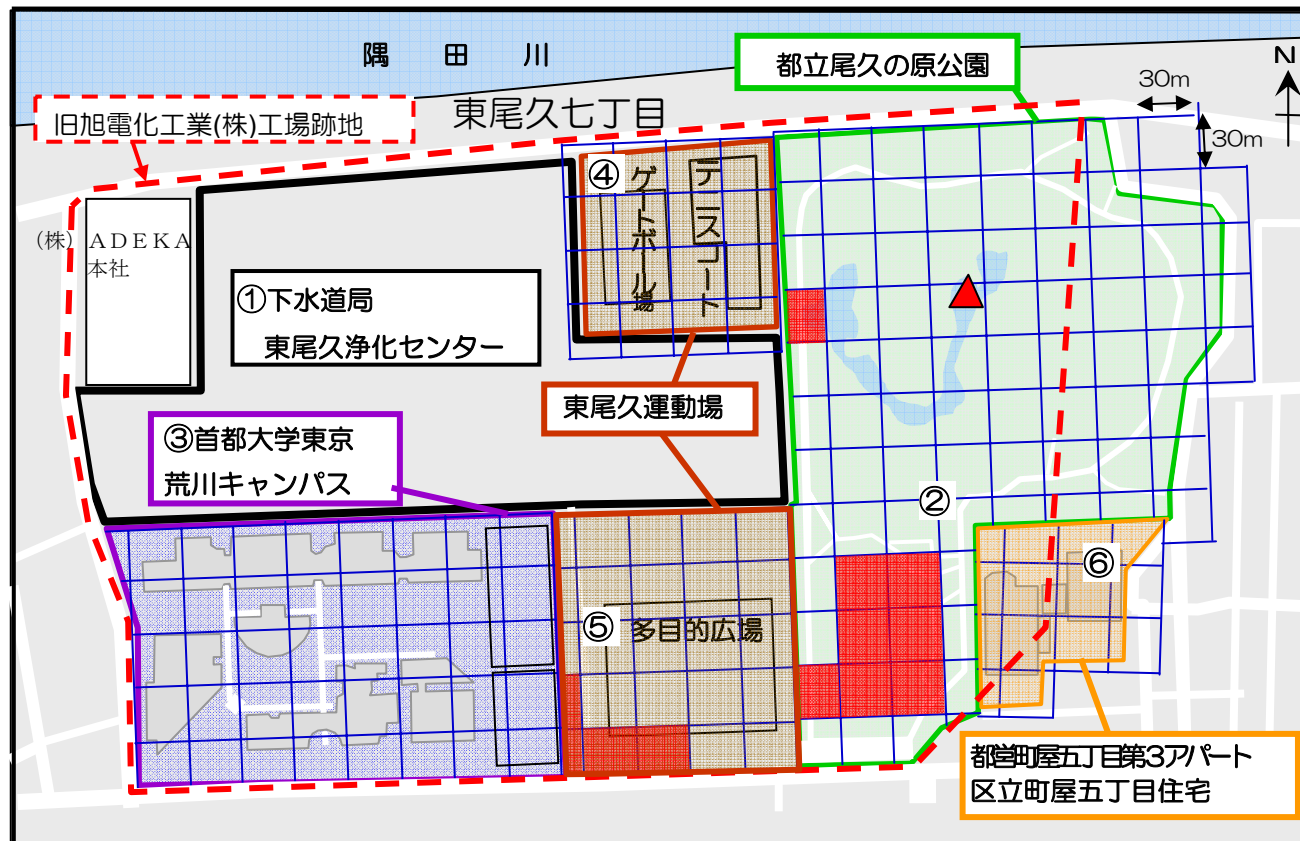 隅田川
都立尾久の原公園
N
30m
30m
旧旭電化工業(株)工場跡地
東尾久七丁目
④
ゲートボール場
テニスコート
(株)ADEKA
本社
①下水道局
東尾久浄化センター
東尾久運動場
③首都大学東京
荒川キャンパス
②
⑥
⑤
多目的広場
都営町屋五丁目第3アパート
区立町屋五丁目住宅